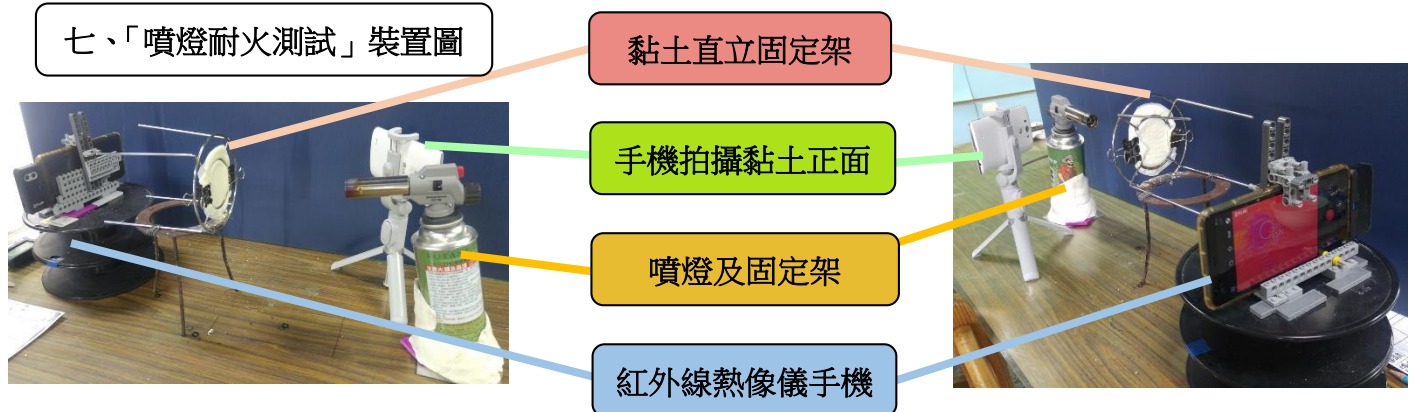 七、「噴燈耐火測試」裝置圖
黏土直立固定架
手機拍攝黏土正面
噴燈及固定架
紅外線熱像儀手機